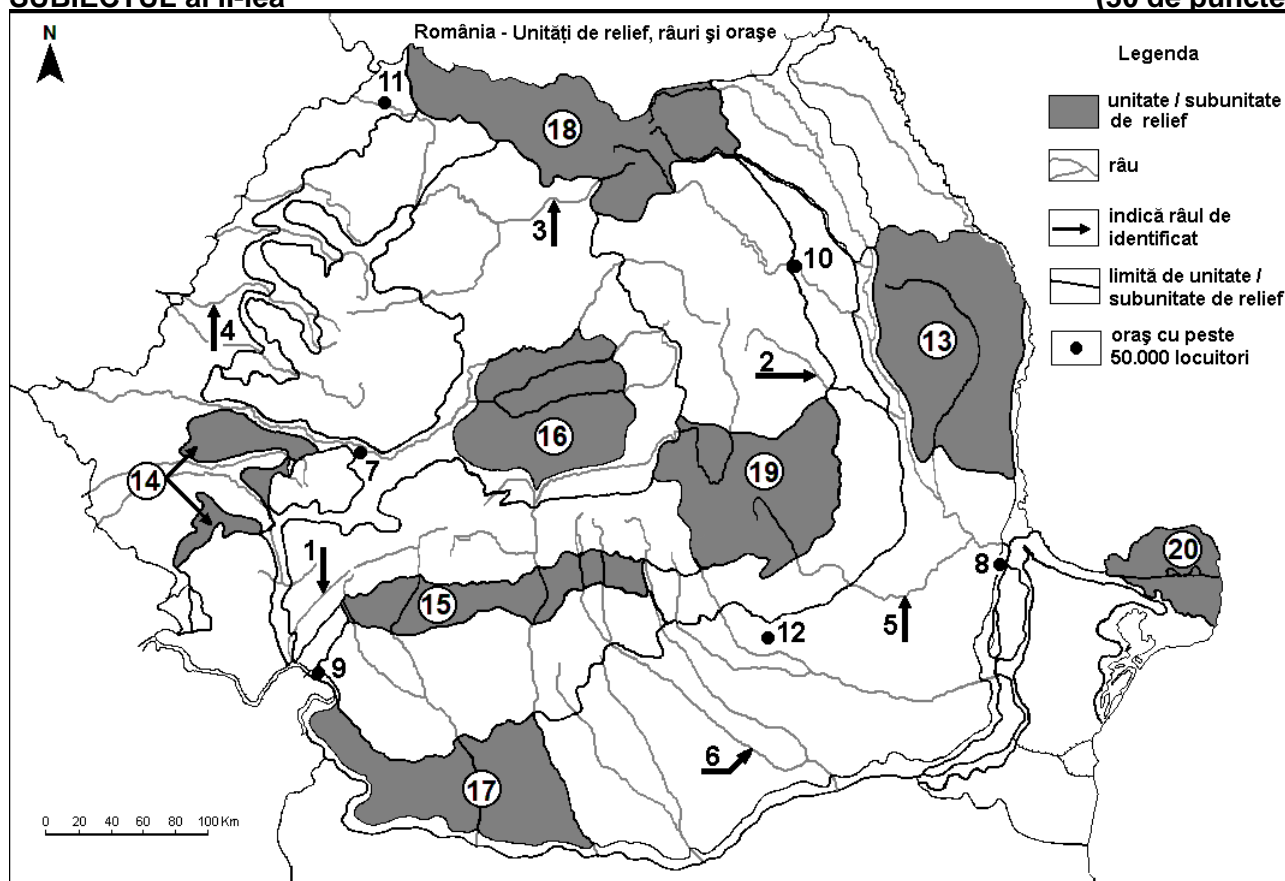 SUBIECTUL al II-lea (30 de puncte
România - Unități de relief, râuri și orașe
N
Legenda
unitate / subunitate
de relief
râu
indică râul de
identificat
limită de unitate /
subunitate de relief
oraș cu peste
50.000 locuitori
11
18
3
10
4
13
2
16
7
19
14
20
1
8
15
5
12
9
6
17
0 20 40 60 80 100 Km